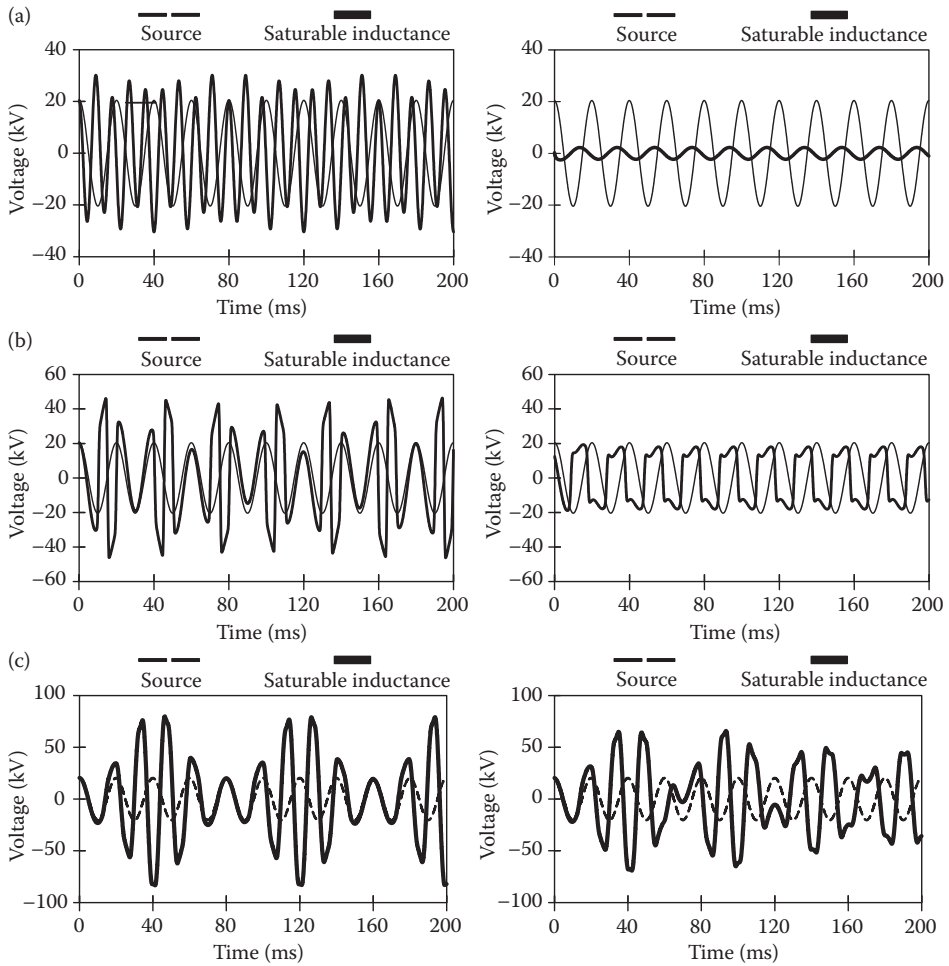 (a)
Source Saturable inductance
40
20
0
−20
−40
Voltage (kV)
0 40 80 120 160 200
Time (ms)
Source Saturable inductance
40
20
0
−20
−40
Voltage (kV)
0 40 80 120 160 200
Time (ms)
(b)
Source Saturable inductance
60
40
20
0
−20
−40
−60
Voltage (kV)
0 40 80 120 160 200
Time (ms)
Source Saturable inductance
60
40
20
0
−20
−40
−60
Voltage (kV)
0 40 80 120 160 200
Time (ms)
(c)
Source Saturable inductance
100
50
0
−50
−100
Voltage (kV)
0 40 80 120 160 200
Time (ms)
Source Saturable inductance
100
50
0
−50
−100
Voltage (kV)
0 40 80 120 160 200
Time (ms)